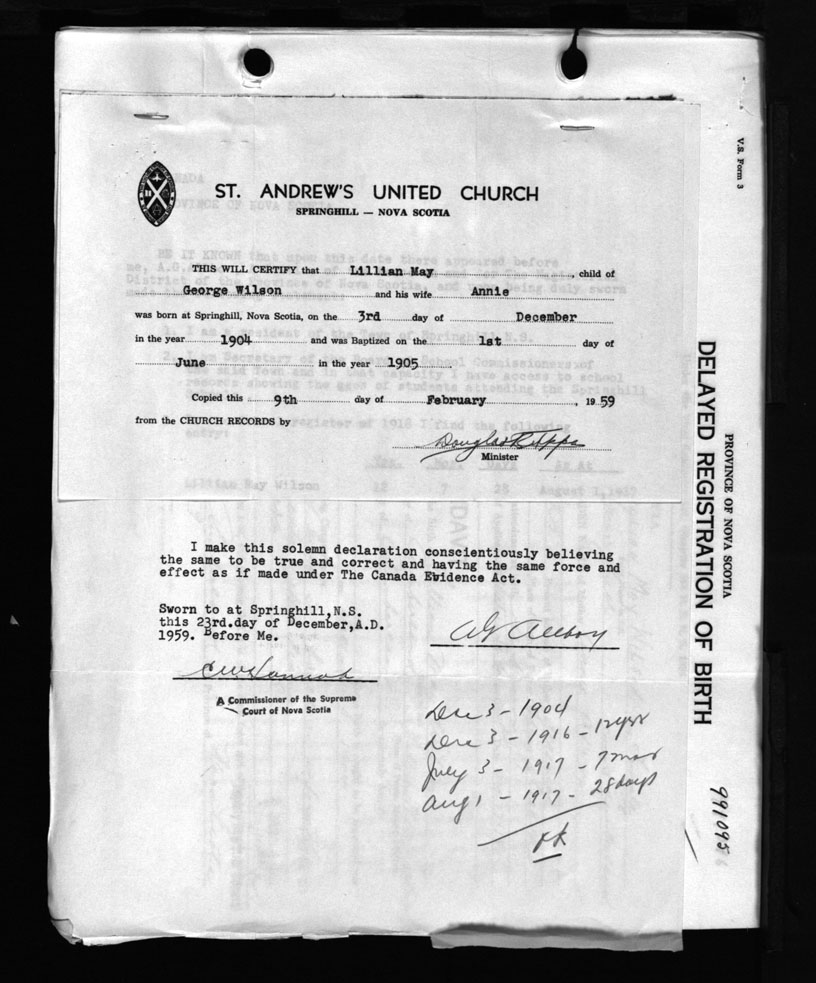 ST. ANDREW'S UNITED CHURCH
SPRINGHILL — NOVA SCOTIA
THIS WILL CERTIFY that Lillian May, child of
George Wilson and his wife Annie
was born at Springhill, Nova Scotia, on the 3rd day of December
in the year 1904 and was Baptized on the 1st day of
June in the year 1905
Copied this 9th day of February, 1959
from the CHURCH RECORDS by
Minister
I make this solemn declaration conscientiously believing
the same to be true and correct and having the same force and
effect as if made under The Canada Evidence Act.
Sworn to at Springhill,N.S.
this 23rd.day of December,A.D.
1959. Before Me.
A Commissioner of the Supreme
Court of Nova Scotia
Dec 3 - 1904
Dec 3 - 1916 - 12 yrs
July 3 - 1917 - 7 mos
Aug 1 - 1917 - 28 days
ok
V.S. Form 3
PROVINCE OF NOVA SCOTIA
DELAYED REGISTRATION OF BIRTH
991095